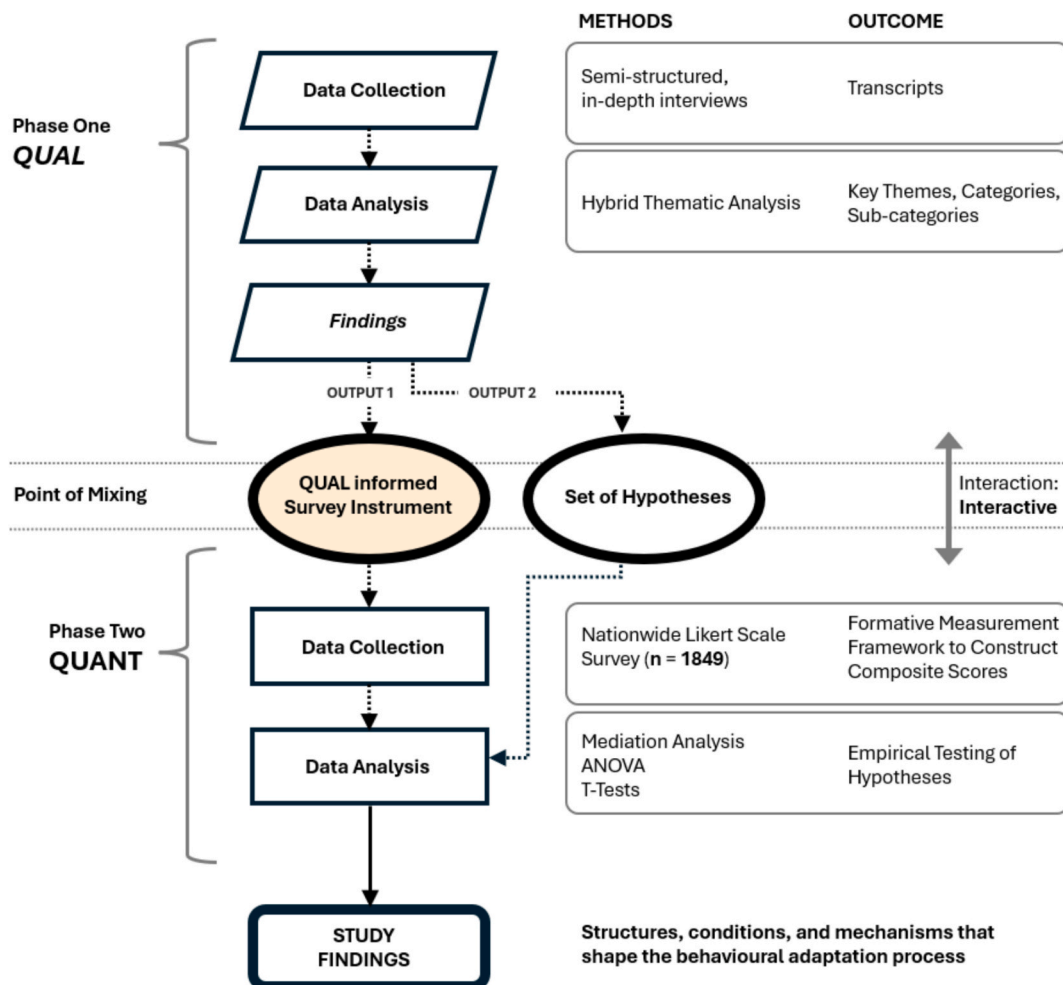 METHODS
OUTCOME
Data Collection
Semi-structured,
in-depth interviews
Transcripts
Phase One
QUAL
Data Analysis
Hybrid Thematic Analysis
Key Themes, Categories,
Sub-categories
Findings
OUTPUT 1
OUTPUT 2
Point of Mixing
QUAL informed
Survey Instrument
Set of Hypotheses
Interaction:
Interactive
Phase Two
QUANT
Data Collection
Nationwide Likert Scale
Survey (n = 1849)
Formative Measurement
Framework to Construct
Composite Scores
Data Analysis
Mediation Analysis
ANOVA
T-Tests
Empirical Testing of
Hypotheses
STUDY
FINDINGS
Structures, conditions, and mechanisms that
shape the behavioural adaptation process